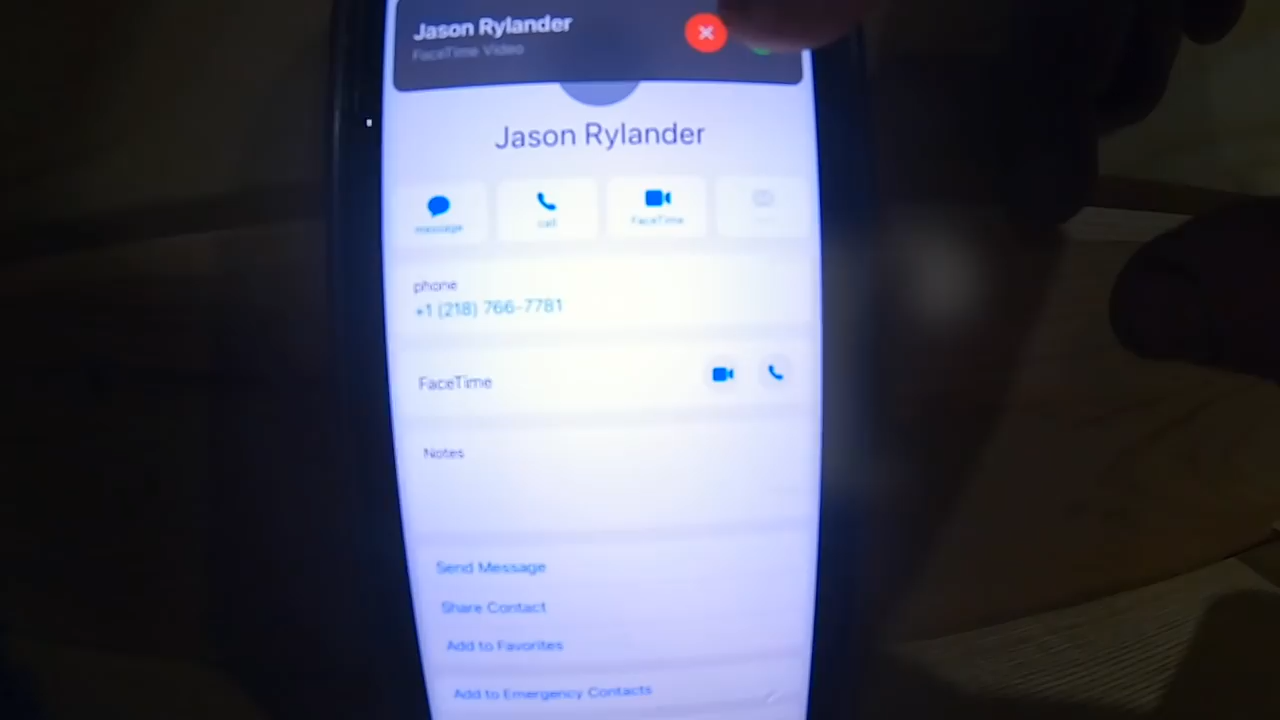 Jason Rylander
FaceTime Video
Jason Rylander
message
call
FaceTime
phone
+1 (218) 766-7781
FaceTime
Notes
Send Message
Share Contact
Add to Favorites
Add to Emergency Contacts